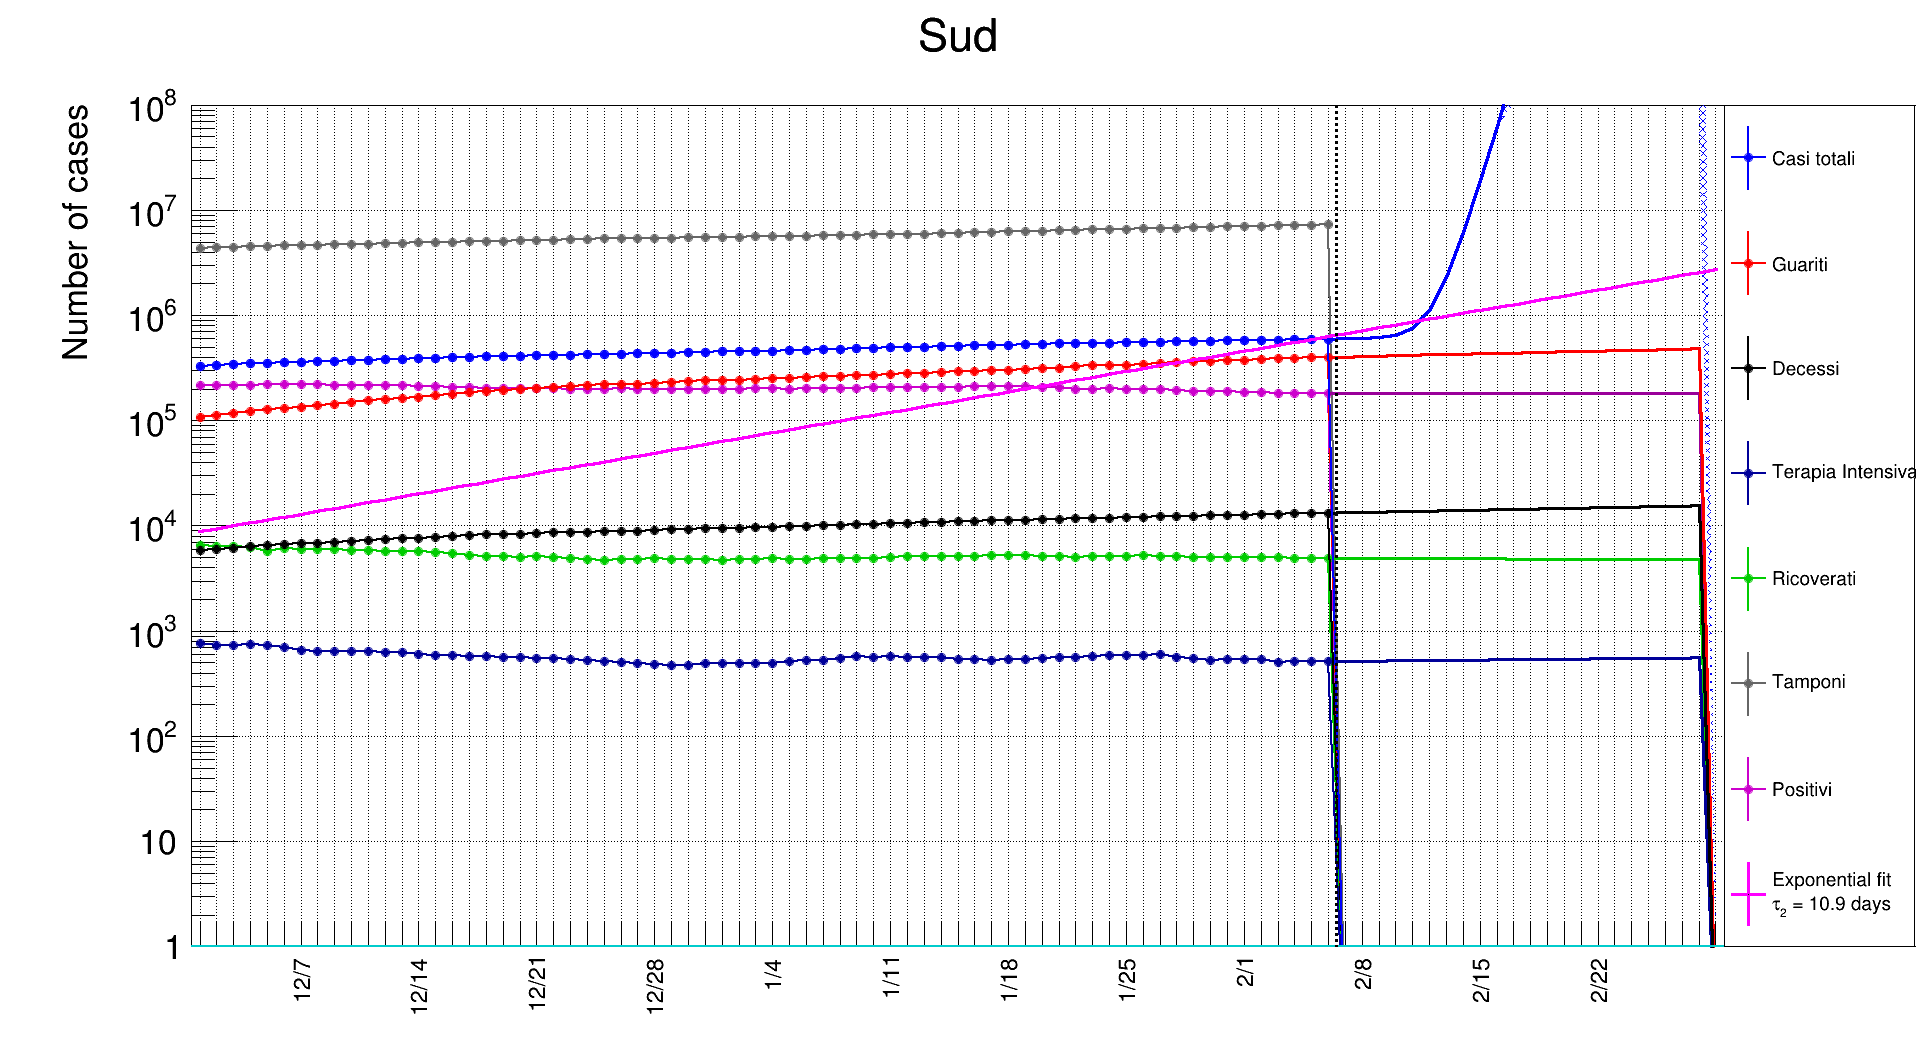 Sud
Number of cases
10^8
10^7
10^6
10^5
10^4
10^3
10^2
10
1
12/7
12/14
12/21
12/28
1/4
1/11
1/18
1/25
2/1
2/8
2/15
2/22
Casi totali
Guariti
Decessi
Terapia Intensiva
Ricoverati
Tamponi
Positivi
Exponential fit
τ₂ = 10.9 days